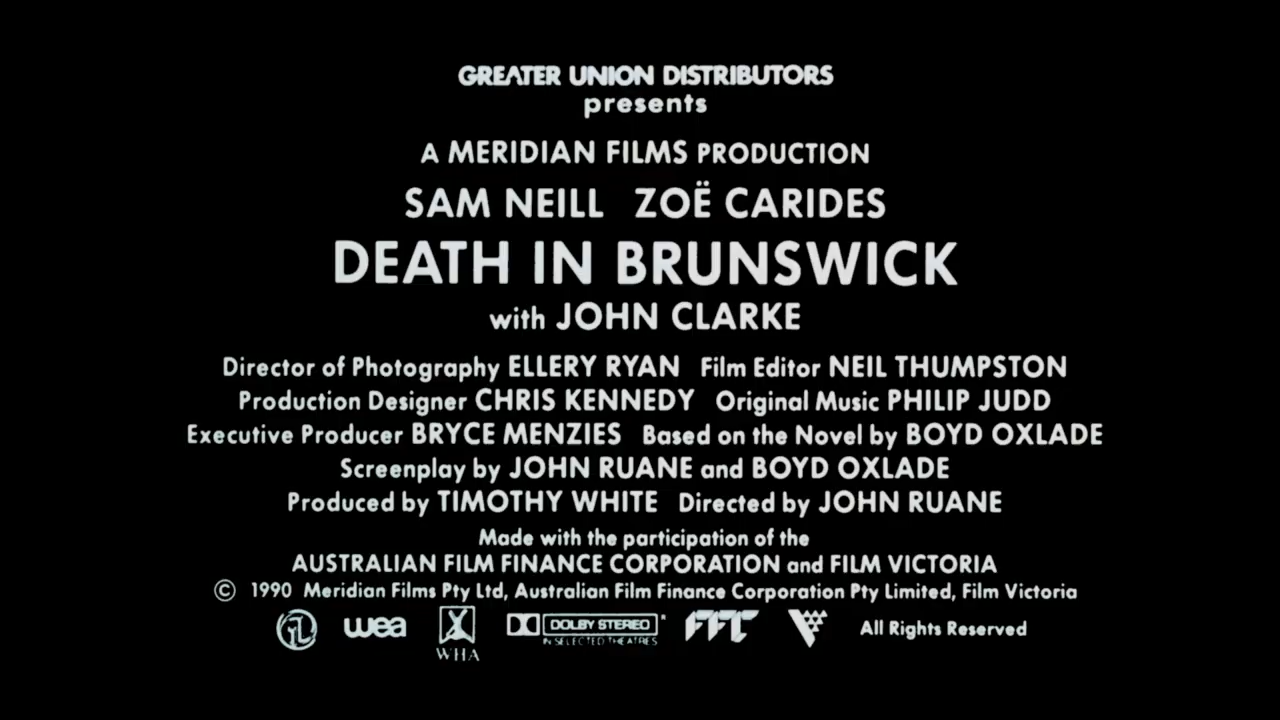 GREATER UNION DISTRIBUTORS
presents
A MERIDIAN FILMS PRODUCTION
SAM NEILL ZOË CARIDES
DEATH IN BRUNSWICK
with JOHN CLARKE
Director of Photography ELLERY RYAN Film Editor NEIL THUMPSTON
Production Designer CHRIS KENNEDY Original Music PHILIP JUDD
Executive Producer BRYCE MENZIES Based on the Novel by BOYD OXLADE
Screenplay by JOHN RUANE and BOYD OXLADE
Produced by TIMOTHY WHITE Directed by JOHN RUANE
Made with the participation of the
AUSTRALIAN FILM FINANCE CORPORATION and FILM VICTORIA
© 1990 Meridian Films Pty Ltd, Australian Film Finance Corporation Pty Limited, Film Victoria
wea DOLBY STEREO FFC All Rights Reserved
WHA IN SELECTED THEATRES